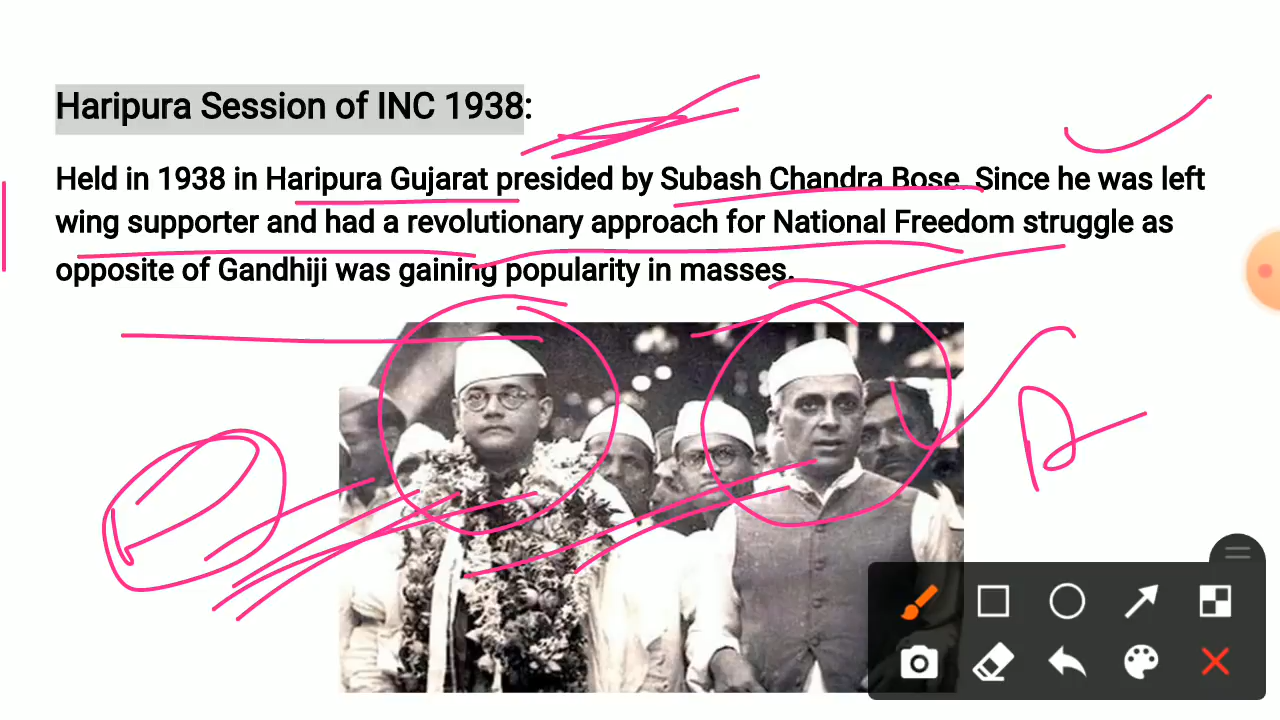 Haripura Session of INC 1938:
Held in 1938 in Haripura Gujarat presided by Subash Chandra Bose. Since he was left
wing supporter and had a revolutionary approach for National Freedom struggle as
opposite of Gandhiji was gaining popularity in masses.